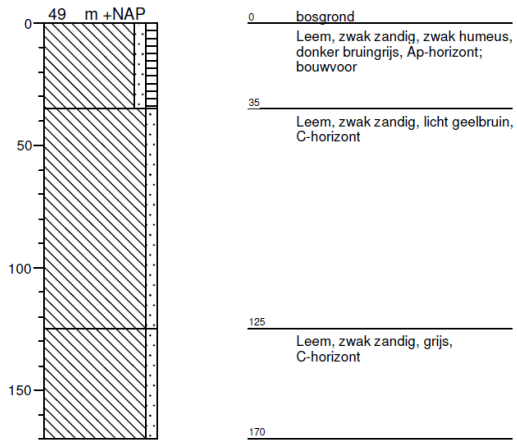 49 m +NAP
0
50
100
150
0 bosgrond
Leem, zwak zandig, zwak humeus,
donker bruingrijs, Ap-horizont;
bouwvoor
35
Leem, zwak zandig, licht geelbruin,
C-horizont
125
Leem, zwak zandig, grijs,
C-horizont
170